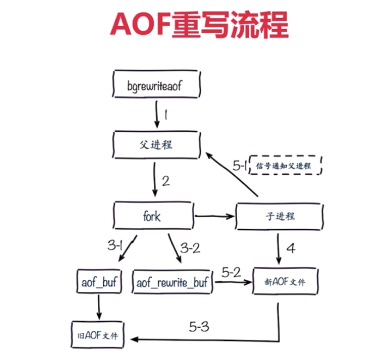 AOF重写流程
bgrewriteaof
1
父进程
5-1 信号通知父进程
2
fork
子进程
3-1
3-2
4
aof_buf
aof_rewrite_buf
5-2
新AOF文件
旧AOF文件
5-3